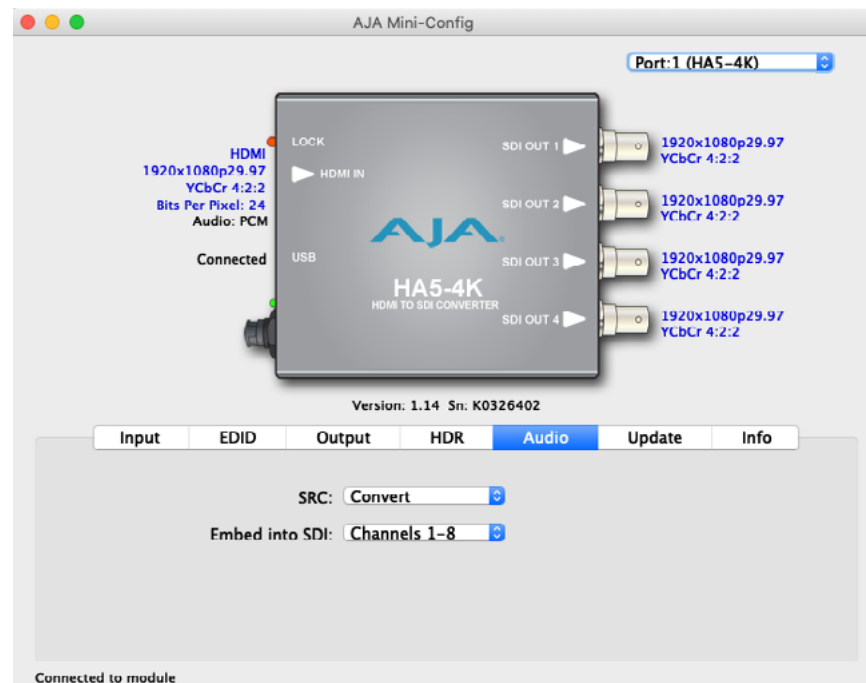 AJA Mini-Config
Port:1 (HA5-4K)
LOCK
HDMI
1920x1080p29.97
YCbCr 4:2:2
Bits Per Pixel: 24
Audio: PCM
HDMI IN
Connected
USB
AJA
HA5-4K
HDMI TO SDI CONVERTER
SDI OUT 1
1920x1080p29.97
YCbCr 4:2:2
SDI OUT 2
1920x1080p29.97
YCbCr 4:2:2
SDI OUT 3
1920x1080p29.97
YCbCr 4:2:2
SDI OUT 4
1920x1080p29.97
YCbCr 4:2:2
Version: 1.14 Sn: K0326402
Input EDID Output HDR Audio Update Info
SRC: Convert
Embed into SDI: Channels 1-8
Connected to module